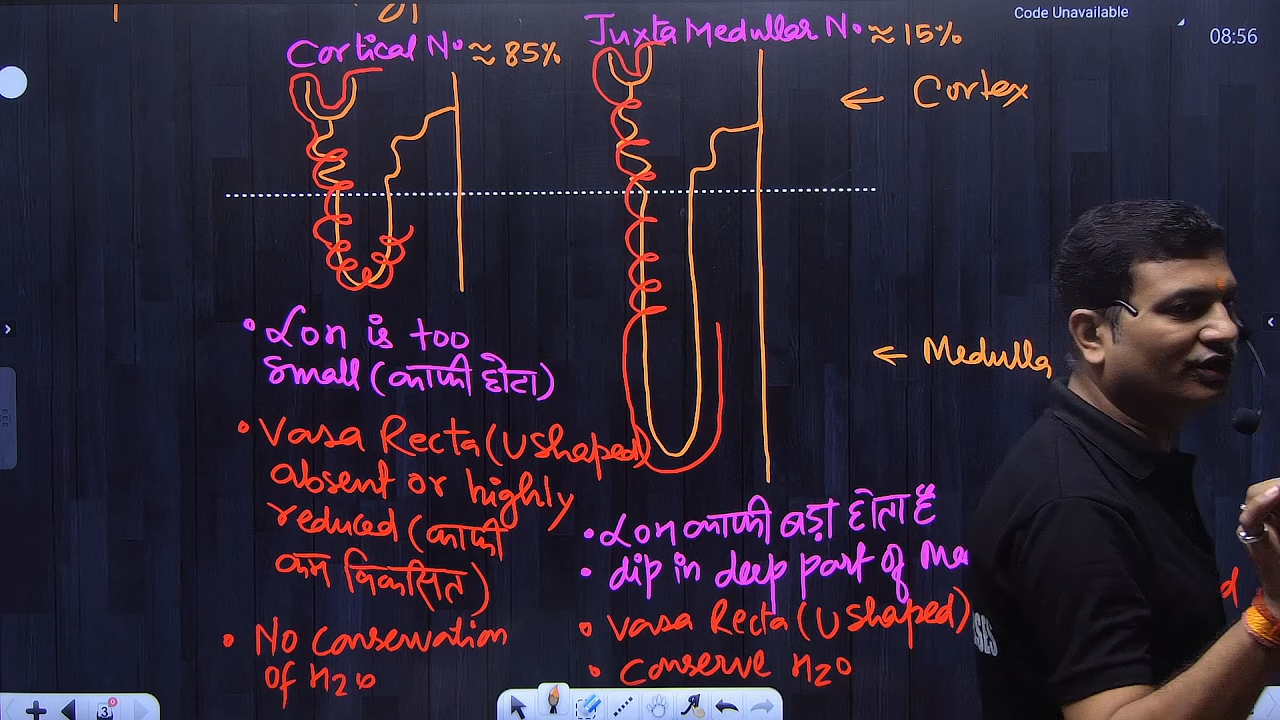 Code Unavailable
08:56
Cortical N. ≈ 85%
Juxta Medullar N. ≈ 15%
← Cortex
← Medulla
• LOH is too
small (काफी छोटा)
• Vasa Recta (U shaped)
absent or highly
reduced (काफी
कम विकसित)
• No Conservation
of H2O
• LOH काफी बड़ा होता है
• dip in deep part of Me
• Vasa Recta (U shaped)
• Conserve H2O
3